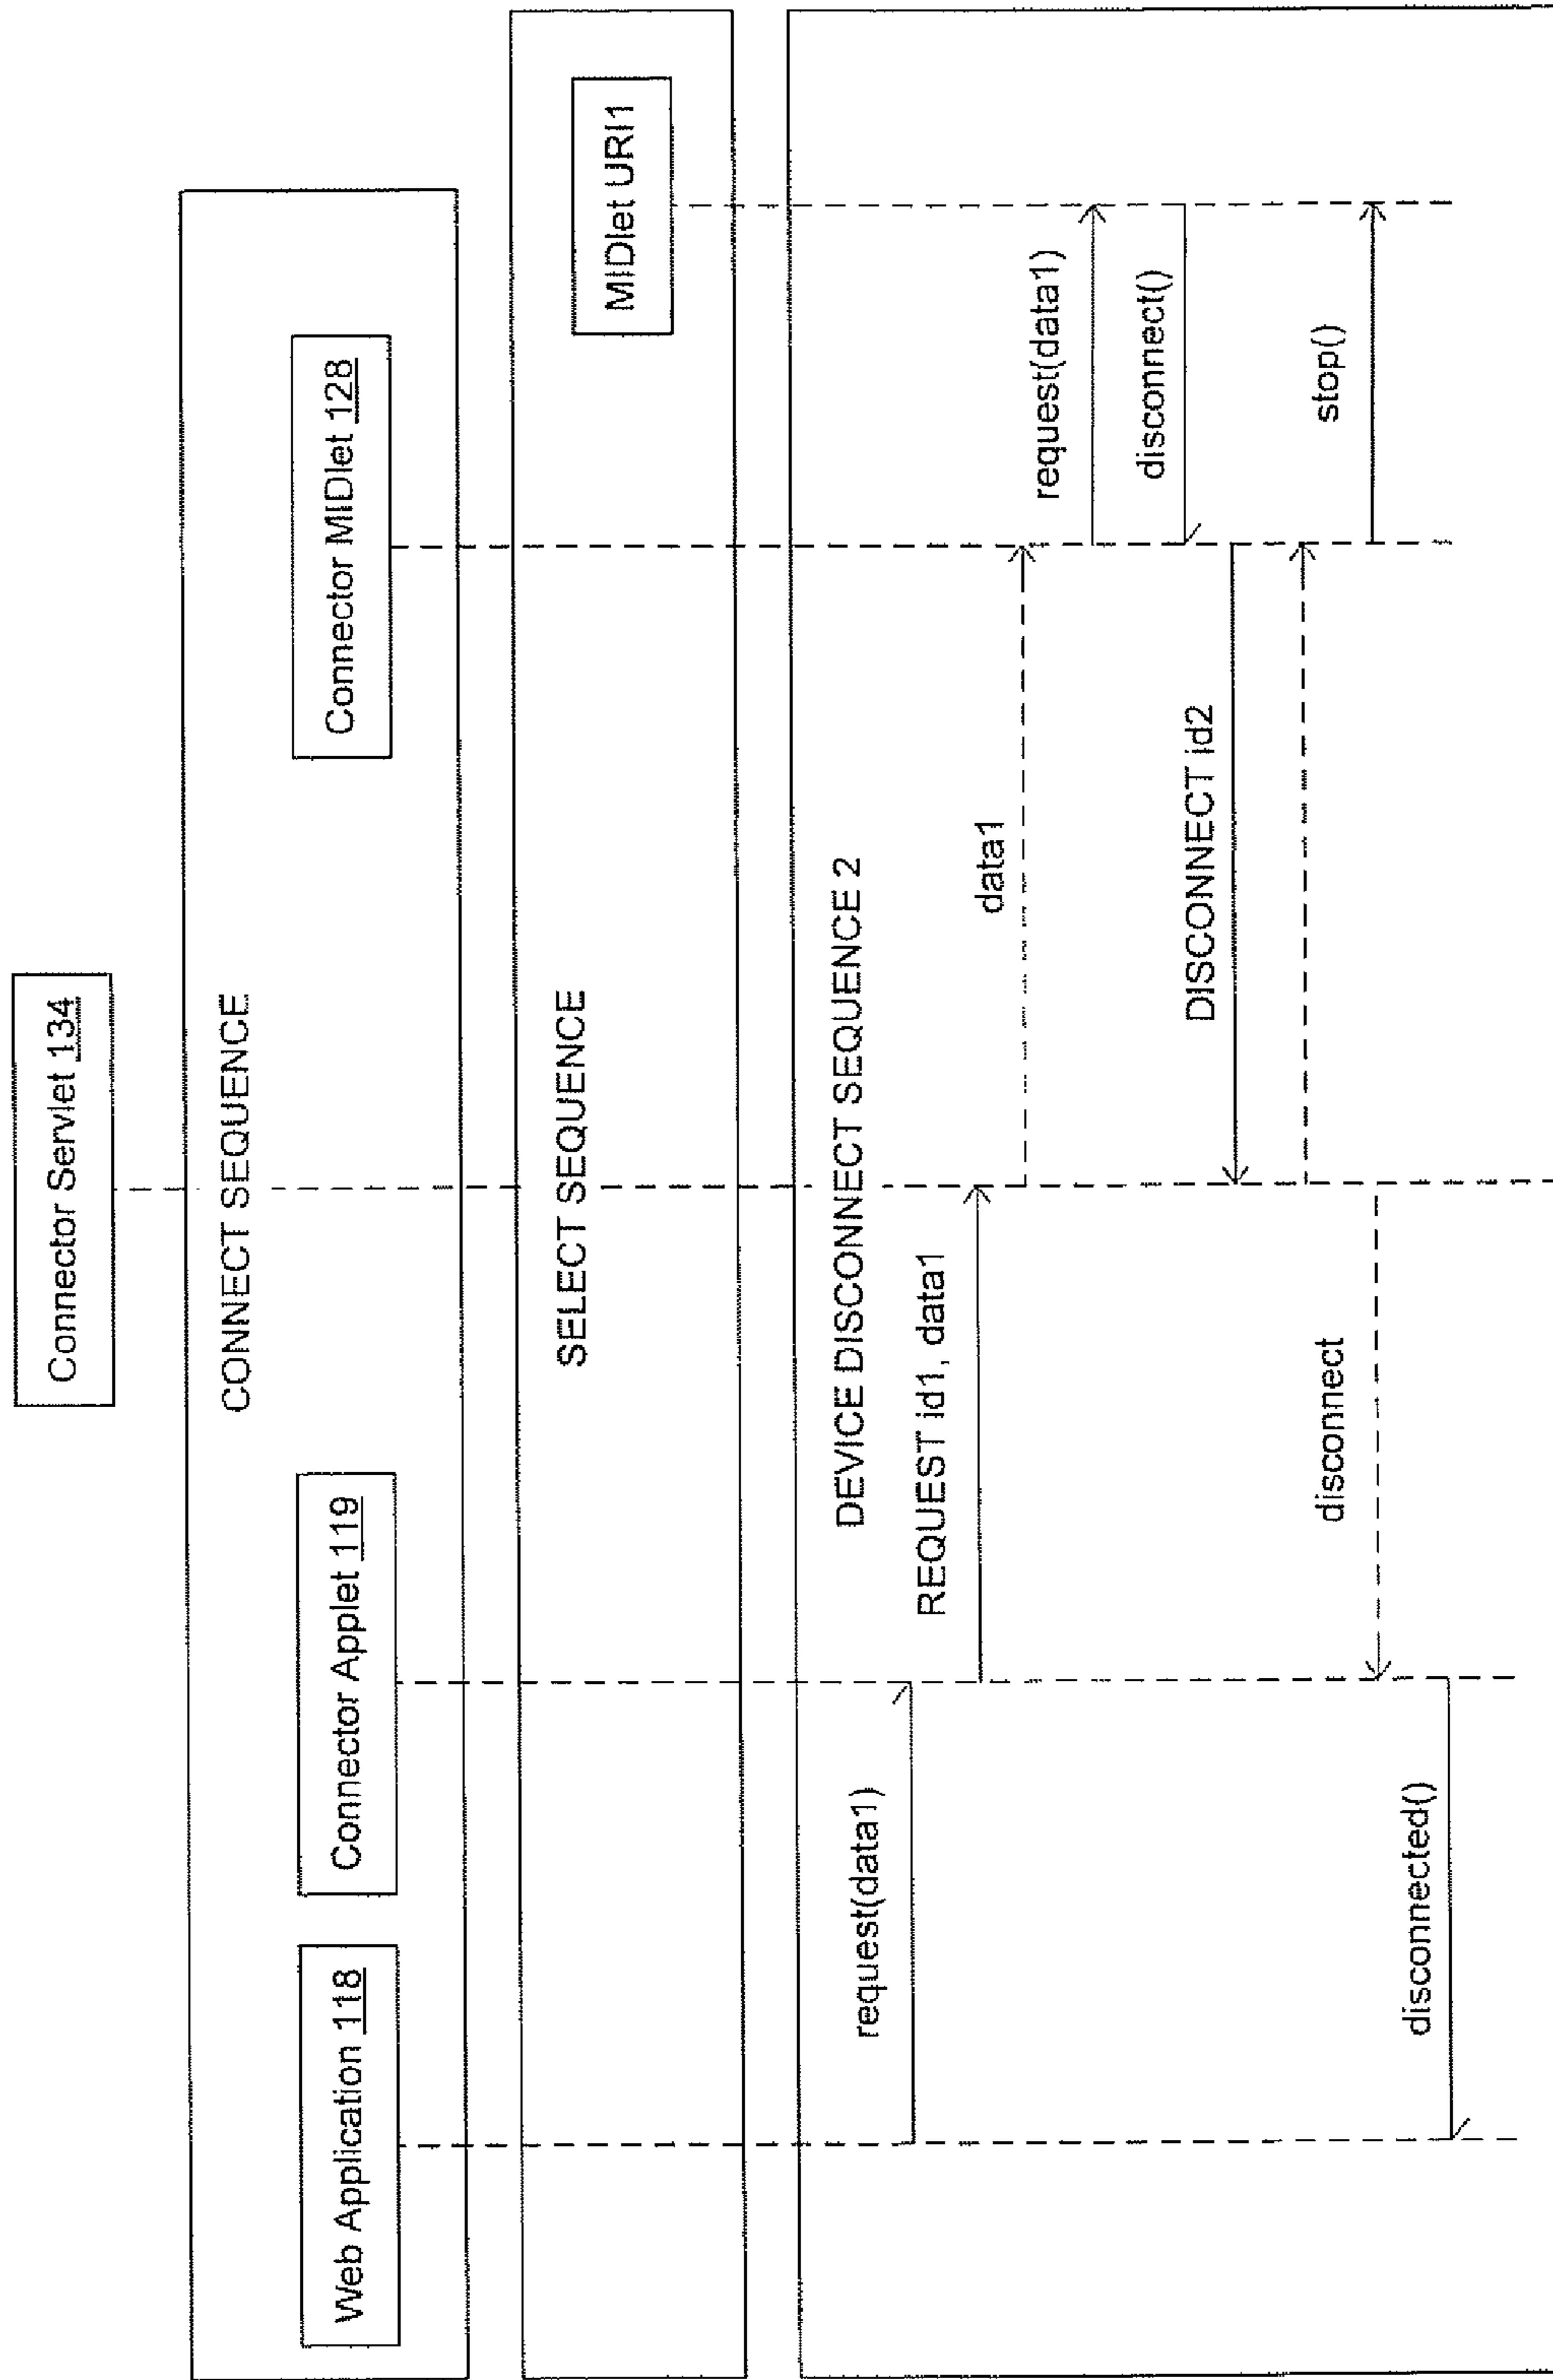 Connector Servlet 134
CONNECT SEQUENCE
Web Application 118
Connector Applet 119
Connector MIDlet 128
SELECT SEQUENCE
MIDlet URI1
DEVICE DISCONNECT SEQUENCE 2
request(data1)
REQUEST id1, data1
data1
request(data1)
disconnect()
DISCONNECT id2
disconnect
stop()
disconnected()